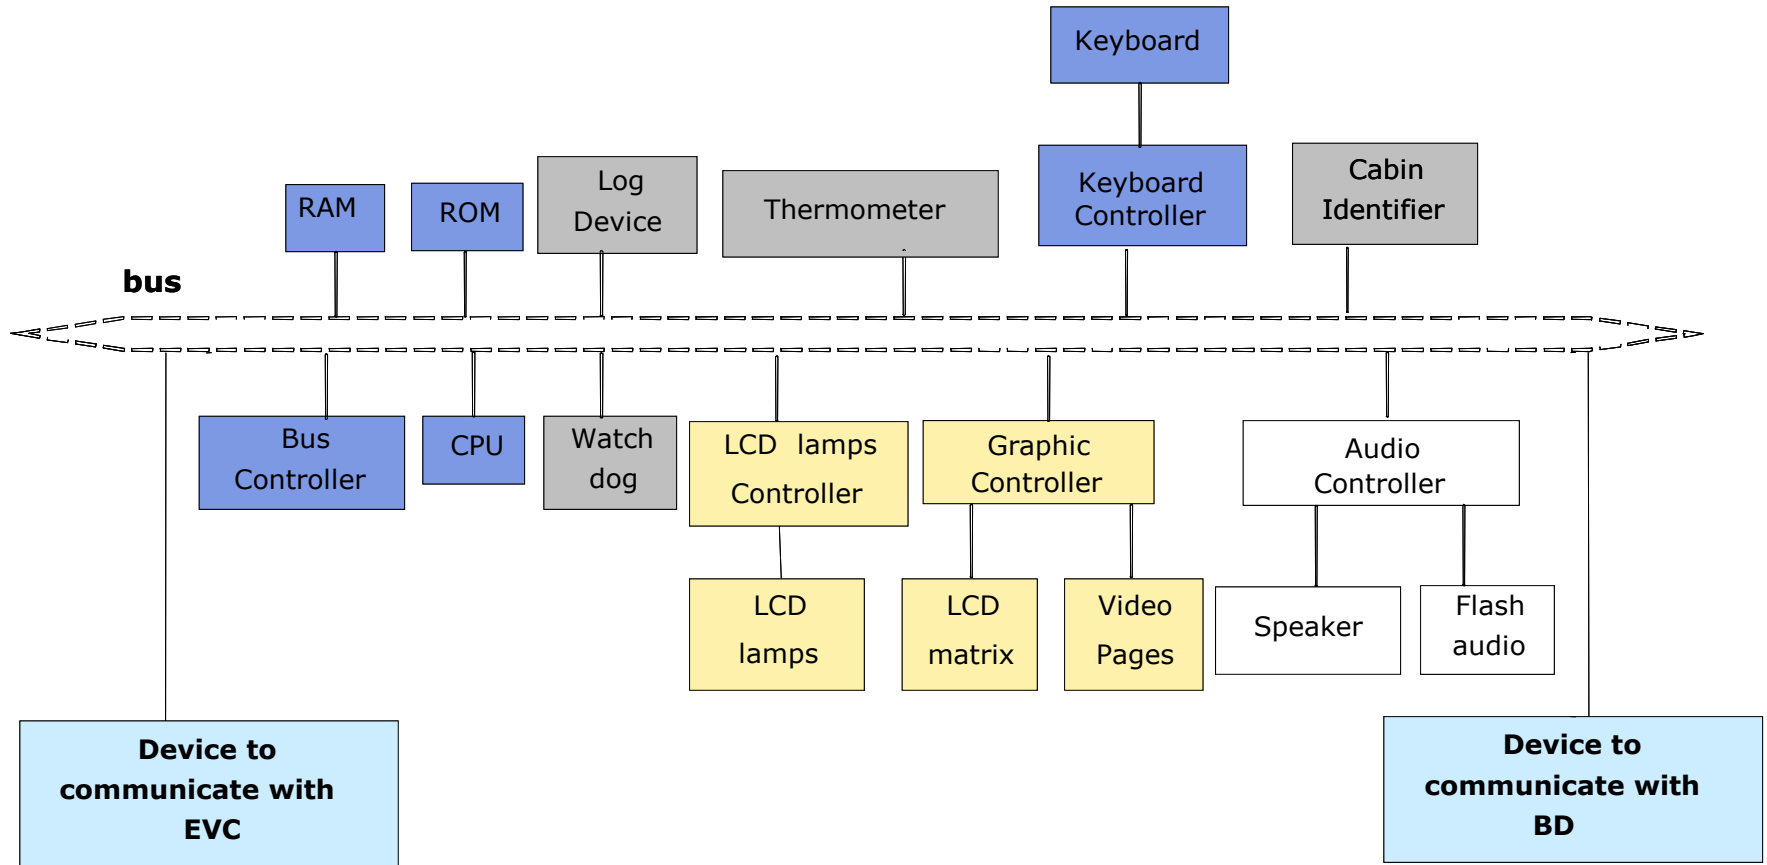 Keyboard
RAM
ROM
Log
Device
Thermometer
Keyboard
Controller
Cabin
Identifier
bus
Bus
Controller
CPU
Watch
dog
LCD lamps
Controller
Graphic
Controller
Audio
Controller
LCD
lamps
LCD
matrix
Video
Pages
Speaker
Flash
audio
Device to
communicate with
EVC
Device to
communicate with
BD